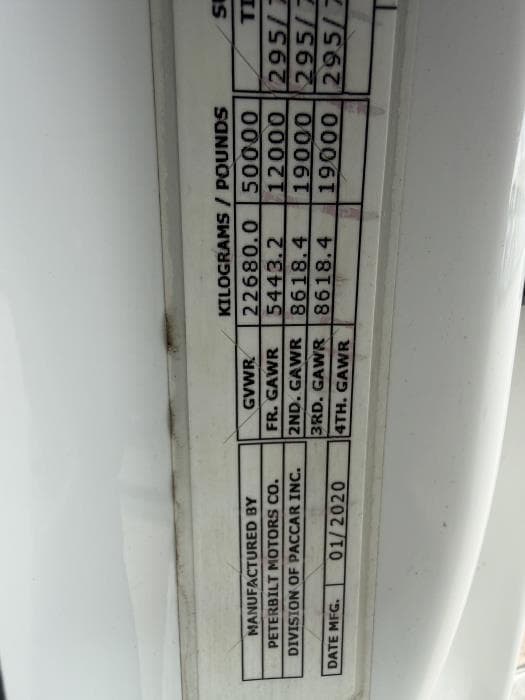 KILOGRAMS / POUNDS
MANUFACTURED BY
PETERBILT MOTORS CO.
DIVISION OF PACCAR INC.
DATE MFG. 01/2020
GVWR 22680.0 50000
FR. GAWR 5443.2 12000 295/
2ND. GAWR 8618.4 19000 295/
3RD. GAWR 8618.4 19000 295/
4TH. GAWR